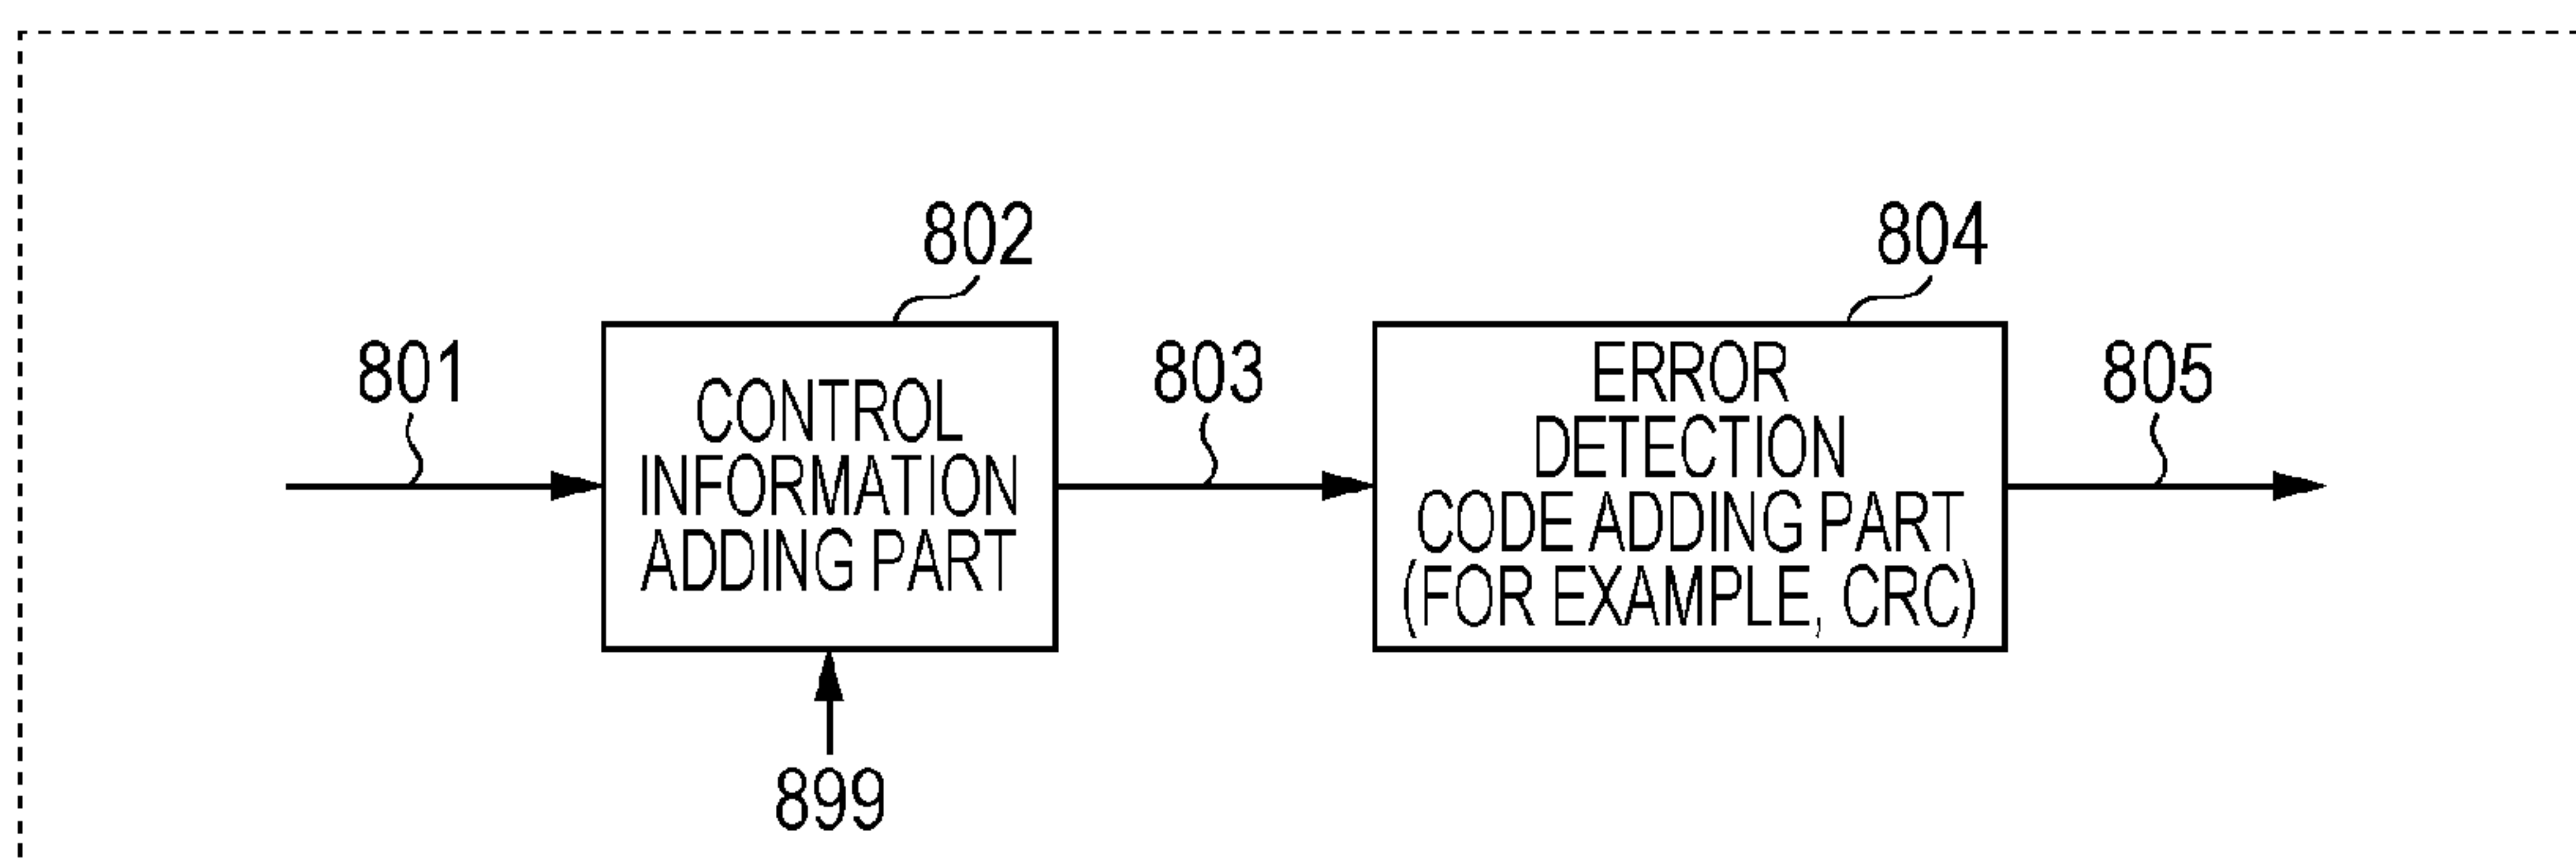 802
804
801
CONTROL
INFORMATION
ADDING PART
803
ERROR
DETECTION
CODE ADDING PART
(FOR EXAMPLE, CRC)
805
899